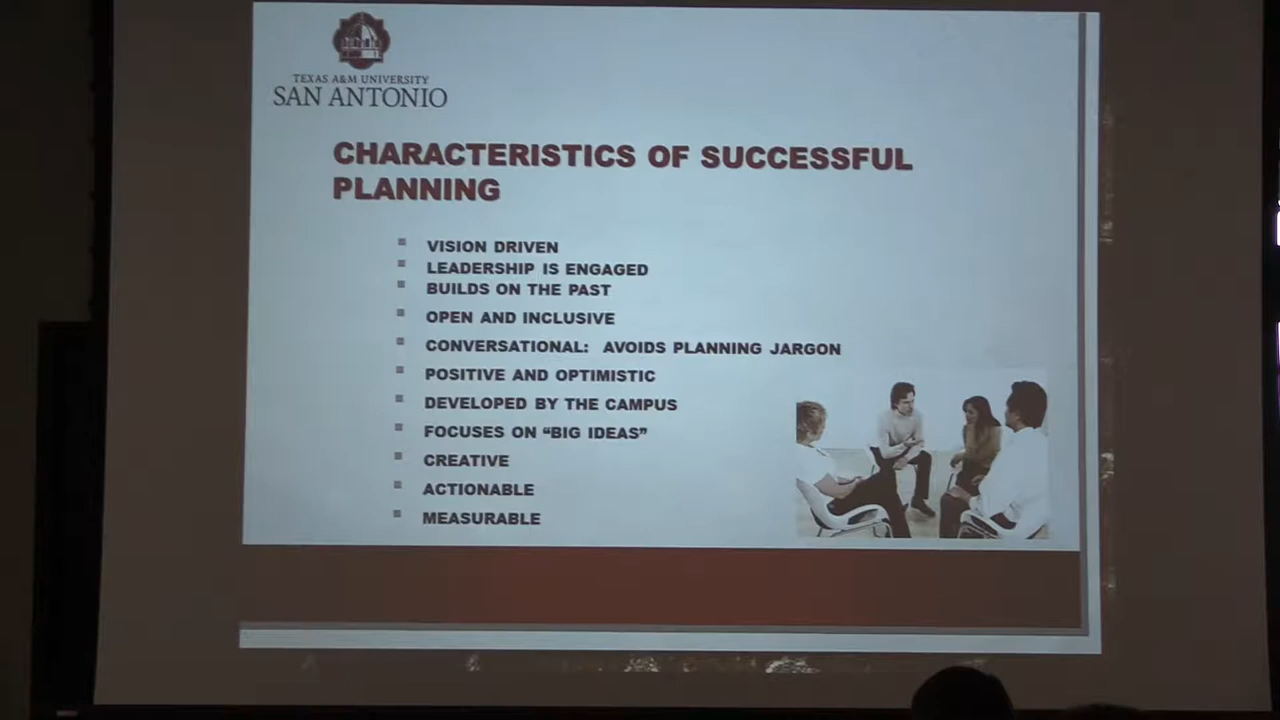 TEXAS A&M UNIVERSITY
SAN ANTONIO
CHARACTERISTICS OF SUCCESSFUL
PLANNING
VISION DRIVEN
LEADERSHIP IS ENGAGED
BUILDS ON THE PAST
OPEN AND INCLUSIVE
CONVERSATIONAL: AVOIDS PLANNING JARGON
POSITIVE AND OPTIMISTIC
DEVELOPED BY THE CAMPUS
FOCUSES ON “BIG IDEAS”
CREATIVE
ACTIONABLE
MEASURABLE